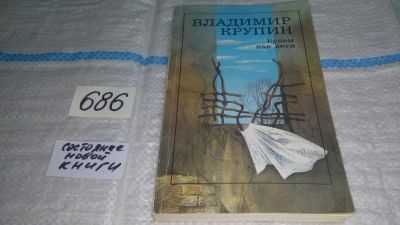 ВЛАДИМИР
КРУПИН
Будем
как дети
686
состояние
новой
книги